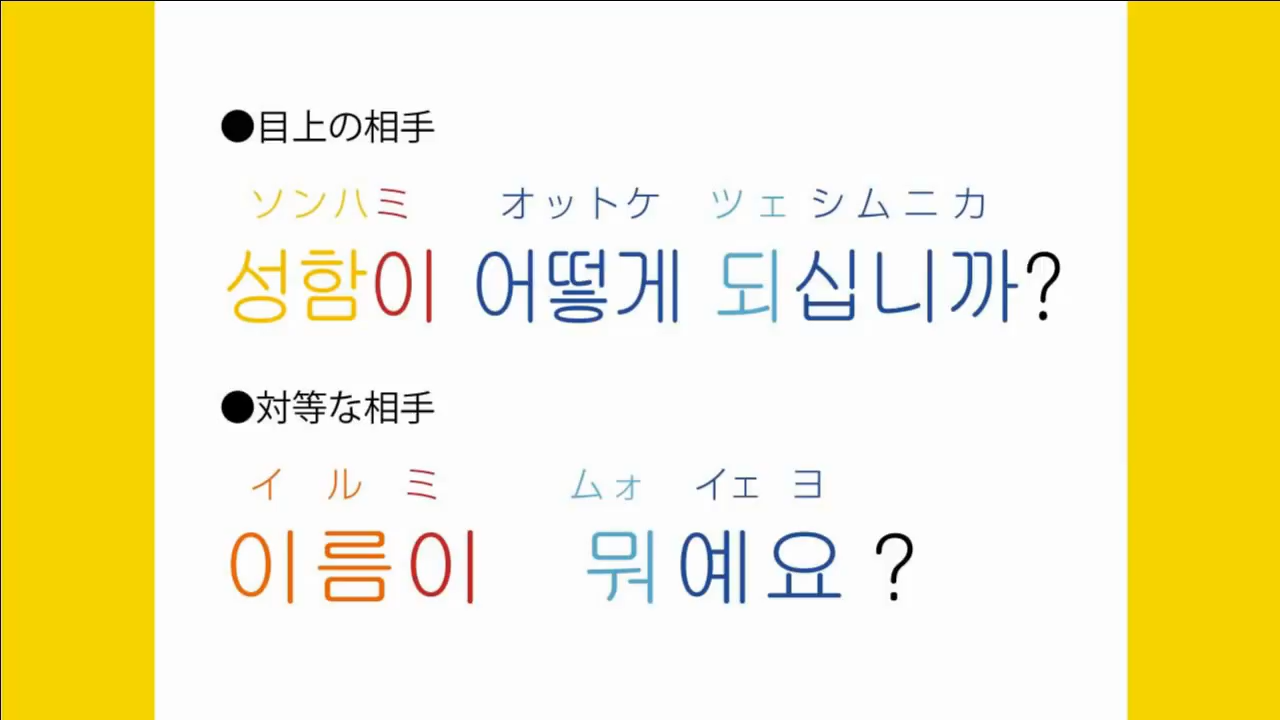 ●目上の相手
ソンハミ オットケ ツェ シムニカ
성함이 어떻게 되십니까?
●対等な相手
イルミ ムォ イェヨ
이름이 뭐예요?